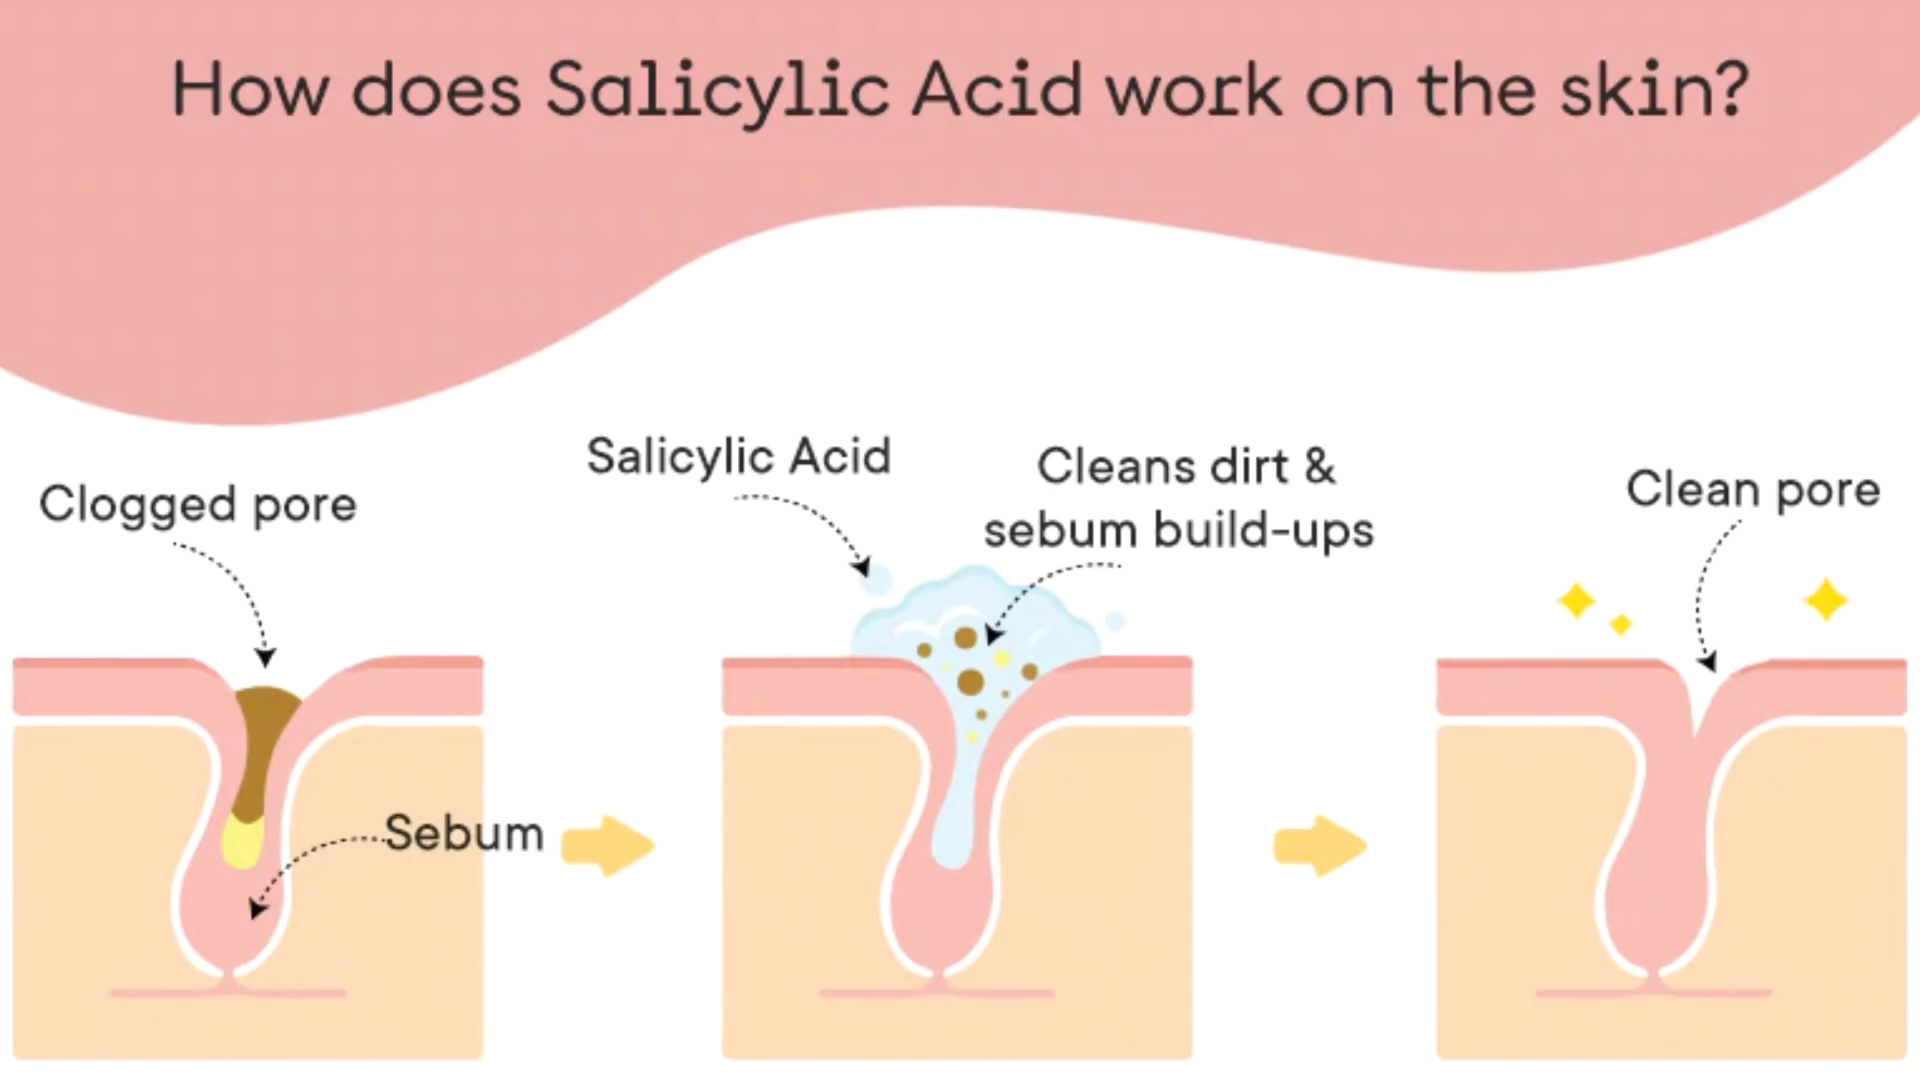 How does Salicylic Acid work on the skin?
Clogged pore
Sebum
Salicylic Acid
Cleans dirt &
sebum build-ups
Clean pore